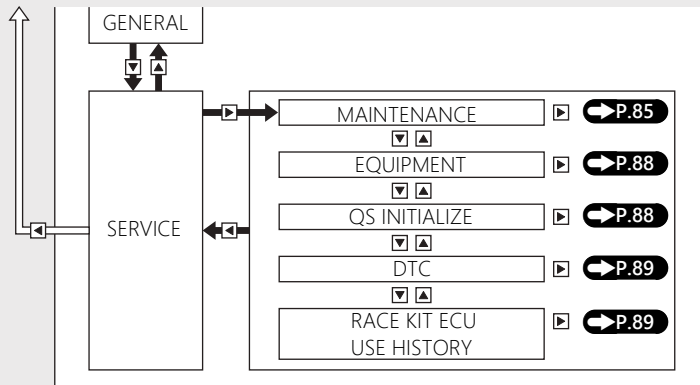 GENERAL
SERVICE
MAINTENANCE P.85
EQUIPMENT P.88
QS INITIALIZE P.88
DTC P.89
RACE KIT ECU P.89
USE HISTORY